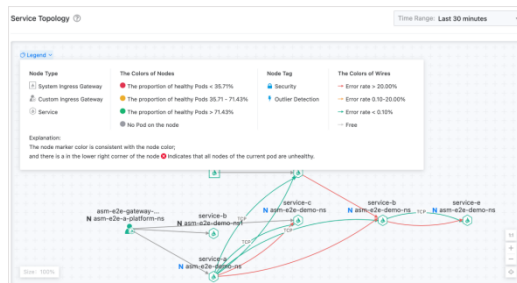 Service Topology
Time Range: Last 30 minutes
Legend
Node Type
The Colors of Nodes
Node Tag
The Colors of Wires
System Ingress Gateway
The proportion of healthy Pods < 35.71%
Security
Error rate > 20.00%
Custom Ingress Gateway
The proportion of healthy Pods 35.71 - 71.43%
Outlier Detection
Error rate 0.10-20.00%
Service
The proportion of healthy Pods > 71.43%
Error rate < 0.10%
No Pod on the node
Free
Explanation:
The node marker color is consistent with the node color;
and there is a in the lower right corner of the node Indicates that all nodes of the current pod are unhealthy.
asm-e2e-gateway-...
N asm-e2e-a-platform-ns
service-b
N asm-e2e-demo-ns1
service-c
N asm-e2e-demo-ns
service-b
N asm-e2e-demo-ns
service-e
N asm-e2e-demo-ns
TCP
TCP
TCP
TCP
service-a
N asm-e2e-demo-ns
Size: 100%